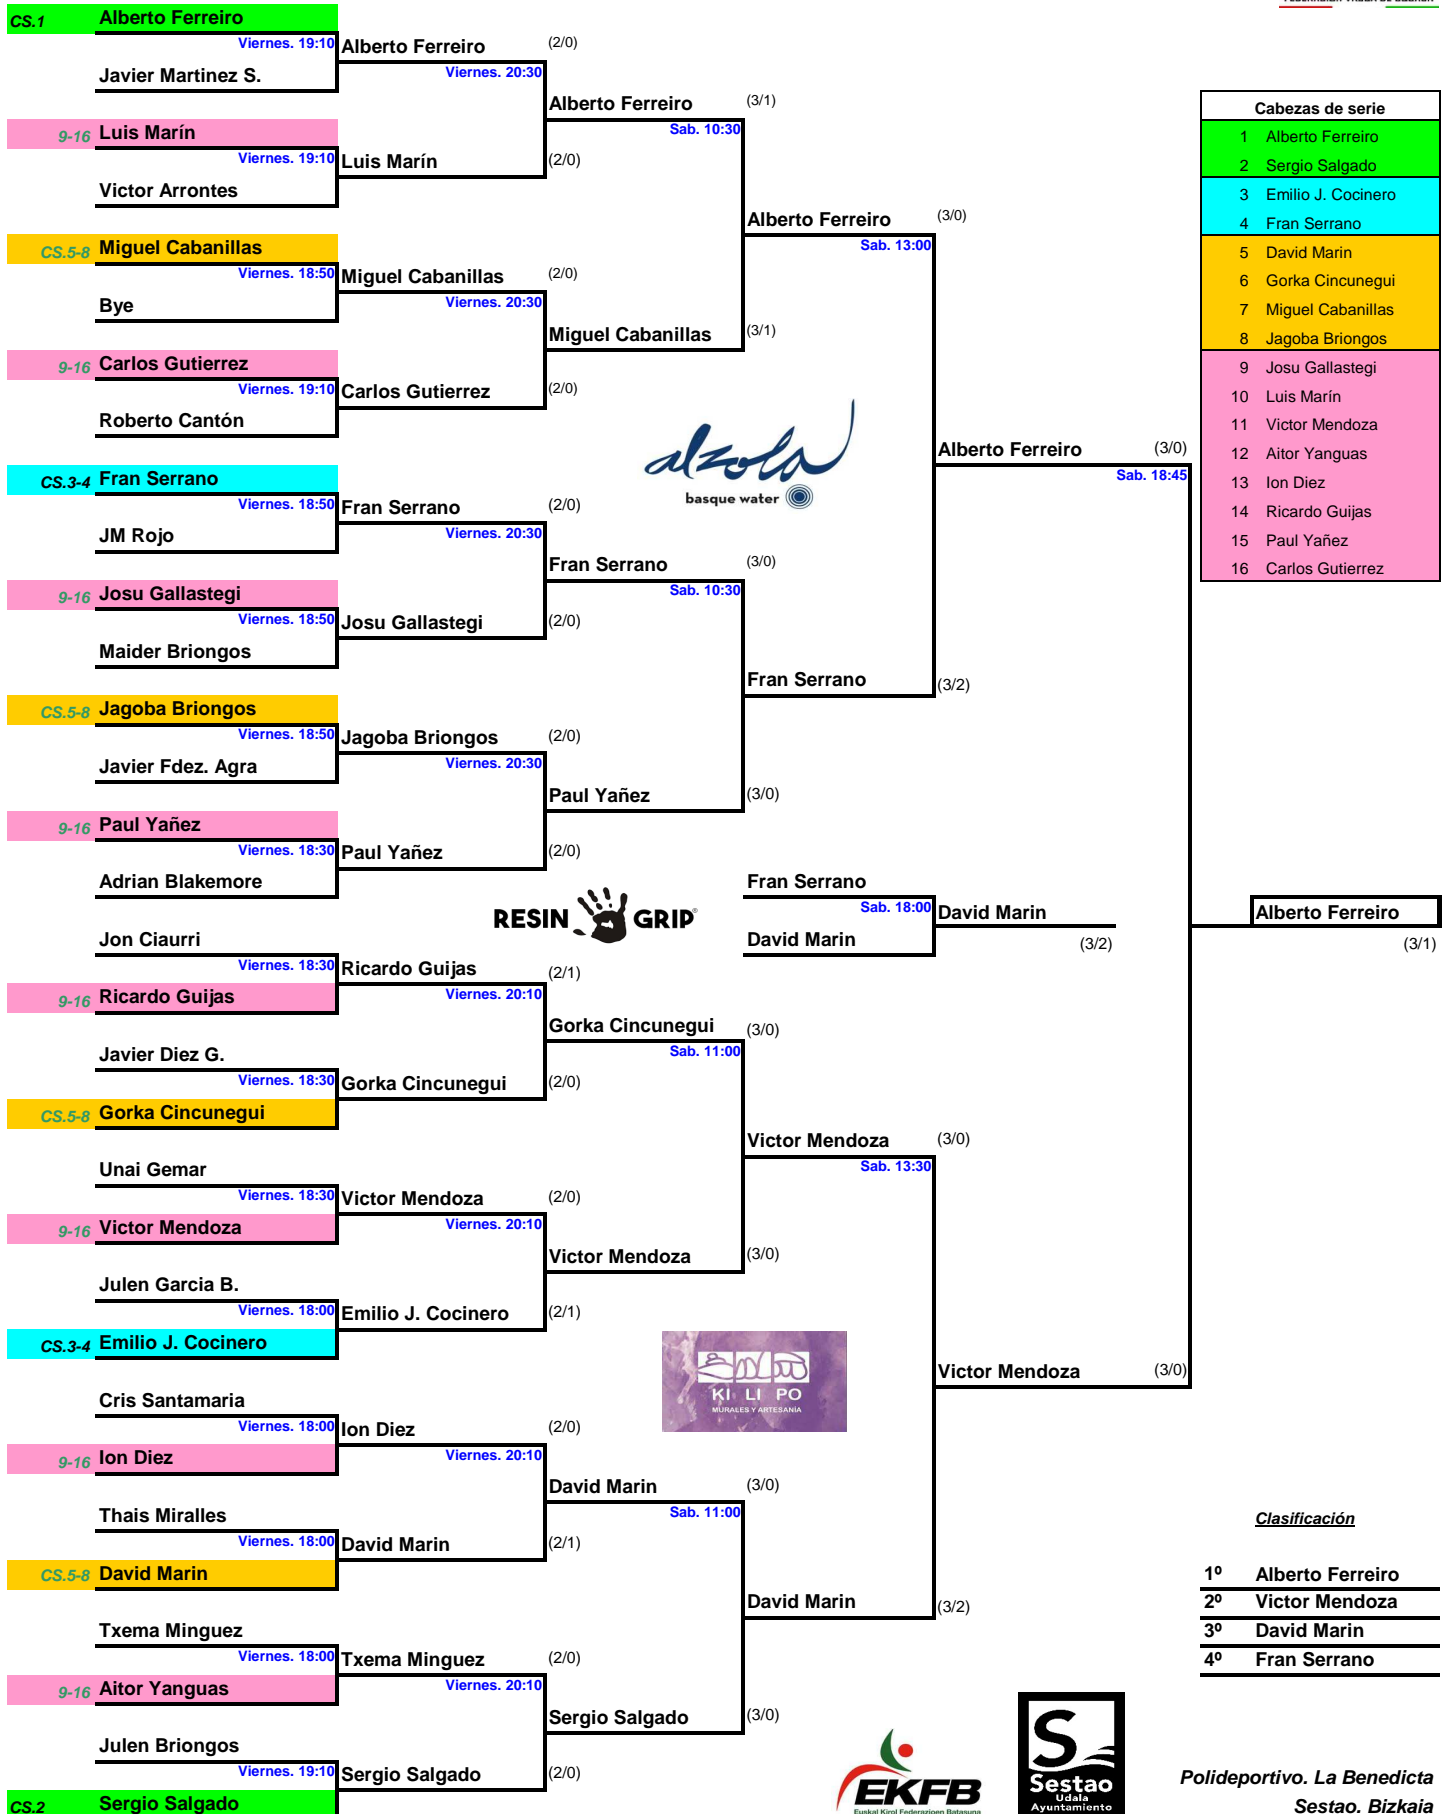 CS.1 Alberto Ferreiro
Viernes. 19:10
Javier Martinez S.
9-16 Luis Marín
Viernes. 19:10
Victor Arrontes
CS.5-8 Miguel Cabanillas
Viernes. 18:50
Bye
9-16 Carlos Gutierrez
Viernes. 19:10
Roberto Cantón
CS.3-4 Fran Serrano
Viernes. 18:50
JM Rojo
9-16 Josu Gallastegi
Viernes. 18:50
Maider Briongos
CS.5-8 Jagoba Briongos
Viernes. 18:50
Javier Fdez. Agra
9-16 Paul Yañez
Viernes. 18:30
Adrian Blakemore
Jon Ciaurri
Viernes. 18:30
9-16 Ricardo Guijas
Javier Diez G.
Viernes. 18:30
CS.5-8 Gorka Cincunegui
Unai Gemar
Viernes. 18:30
9-16 Victor Mendoza
Julen Garcia B.
Viernes. 18:00
CS.3-4 Emilio J. Cocinero
Cris Santamaria
Viernes. 18:00
9-16 Ion Diez
Thais Miralles
Viernes. 18:00
CS.5-8 David Marin
Txema Minguez
Viernes. 18:00
9-16 Aitor Yanguas
Julen Briongos
Viernes. 19:10
CS.2 Sergio Salgado
Alberto Ferreiro (2/0)
Viernes. 20:30
Luis Marín (2/0)
Miguel Cabanillas (2/0)
Viernes. 20:30
Carlos Gutierrez (2/0)
Fran Serrano (2/0)
Viernes. 20:30
Josu Gallastegi (2/0)
Jagoba Briongos (2/0)
Viernes. 20:30
Paul Yañez (2/0)
Ricardo Guijas (2/1)
Viernes. 20:10
Gorka Cincunegui (2/0)
Victor Mendoza (2/0)
Viernes. 20:10
Emilio J. Cocinero (2/1)
Ion Diez (2/0)
Viernes. 20:10
David Marin (2/1)
Txema Minguez (2/0)
Viernes. 20:10
Sergio Salgado (2/0)
Alberto Ferreiro (3/1)
Sab. 10:30
Miguel Cabanillas (3/1)
Fran Serrano (3/0)
Sab. 10:30
Paul Yañez (3/0)
Gorka Cincunegui (3/0)
Sab. 11:00
Victor Mendoza (3/0)
David Marin (3/0)
Sab. 11:00
Sergio Salgado (3/0)
Alberto Ferreiro (3/0)
Sab. 13:00
Fran Serrano (3/2)
Victor Mendoza (3/0)
Sab. 13:30
David Marin (3/2)
Alberto Ferreiro (3/0)
Sab. 18:45
Victor Mendoza (3/0)
Fran Serrano
Sab. 18:00
David Marin
David Marin
(3/2)
Alberto Ferreiro
(3/1)
alzola
basque water
RESIN GRIP
KI LI PO
MURALES Y ARTESANÍA
Cabezas de serie
1 Alberto Ferreiro
2 Sergio Salgado
3 Emilio J. Cocinero
4 Fran Serrano
5 David Marin
6 Gorka Cincunegui
7 Miguel Cabanillas
8 Jagoba Briongos
9 Josu Gallastegi
10 Luis Marín
11 Victor Mendoza
12 Aitor Yanguas
13 Ion Diez
14 Ricardo Guijas
15 Paul Yañez
16 Carlos Gutierrez
Clasificación
1º Alberto Ferreiro
2º Victor Mendoza
3º David Marin
4º Fran Serrano
EKFB
Euskal Kirol Federazioen Batasuna
S
Sestao
Udala
Ayuntamiento
Polideportivo. La Benedicta
Sestao. Bizkaia